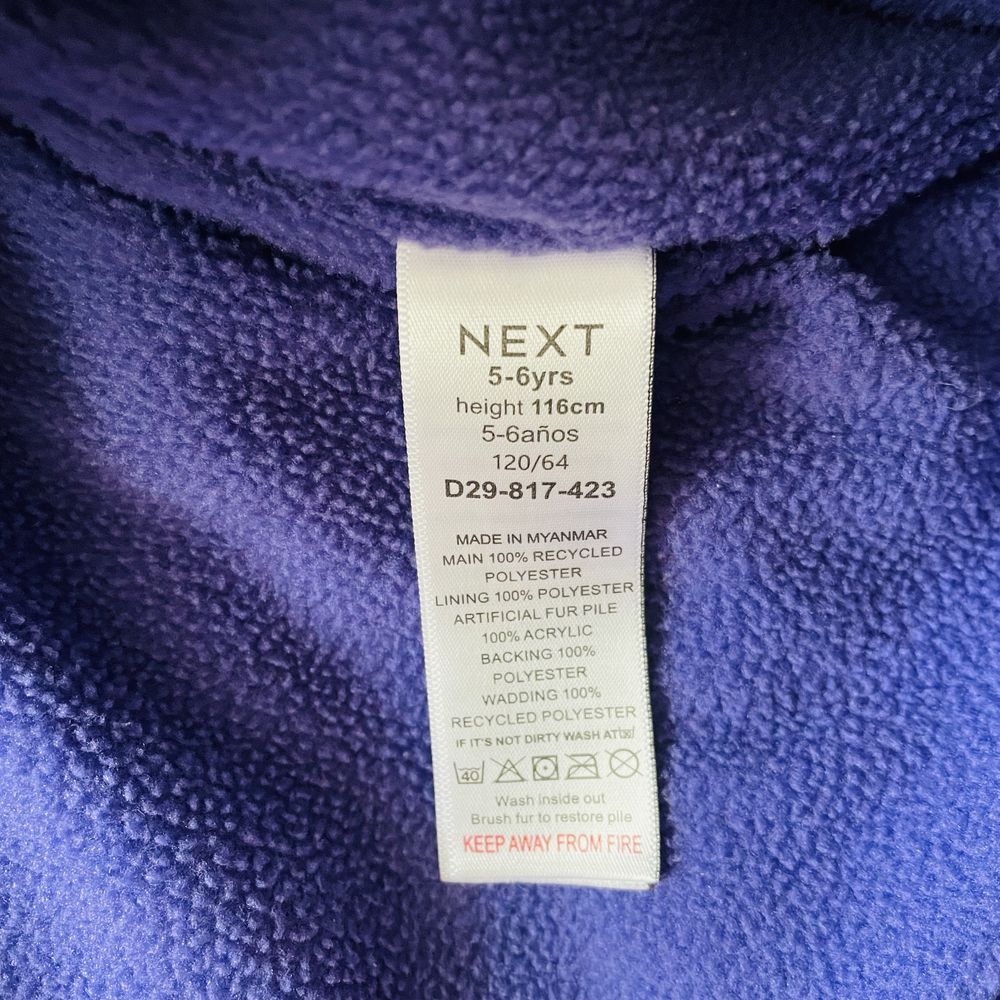 NEXT
5-6yrs
height 116cm
5-6años
120/64
D29-817-423
MADE IN MYANMAR
MAIN 100% RECYCLED
POLYESTER
LINING 100% POLYESTER
ARTIFICIAL FUR PILE
100% ACRYLIC
BACKING 100%
POLYESTER
WADDING 100%
RECYCLED POLYESTER
IF IT'S NOT DIRTY WASH AT
40
Wash inside out
Brush fur to restore pile
KEEP AWAY FROM FIRE